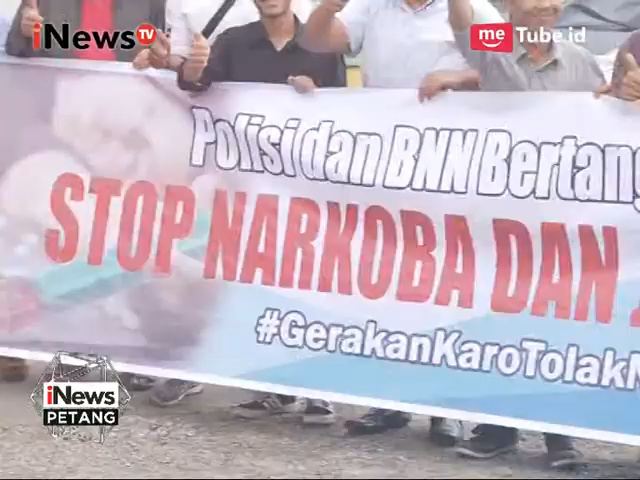 iNews TV
me Tube.id
Polisi dan BNN Bertang
STOP NARKOBA DAN
#GerakanKaroTolak
iNews
PETANG